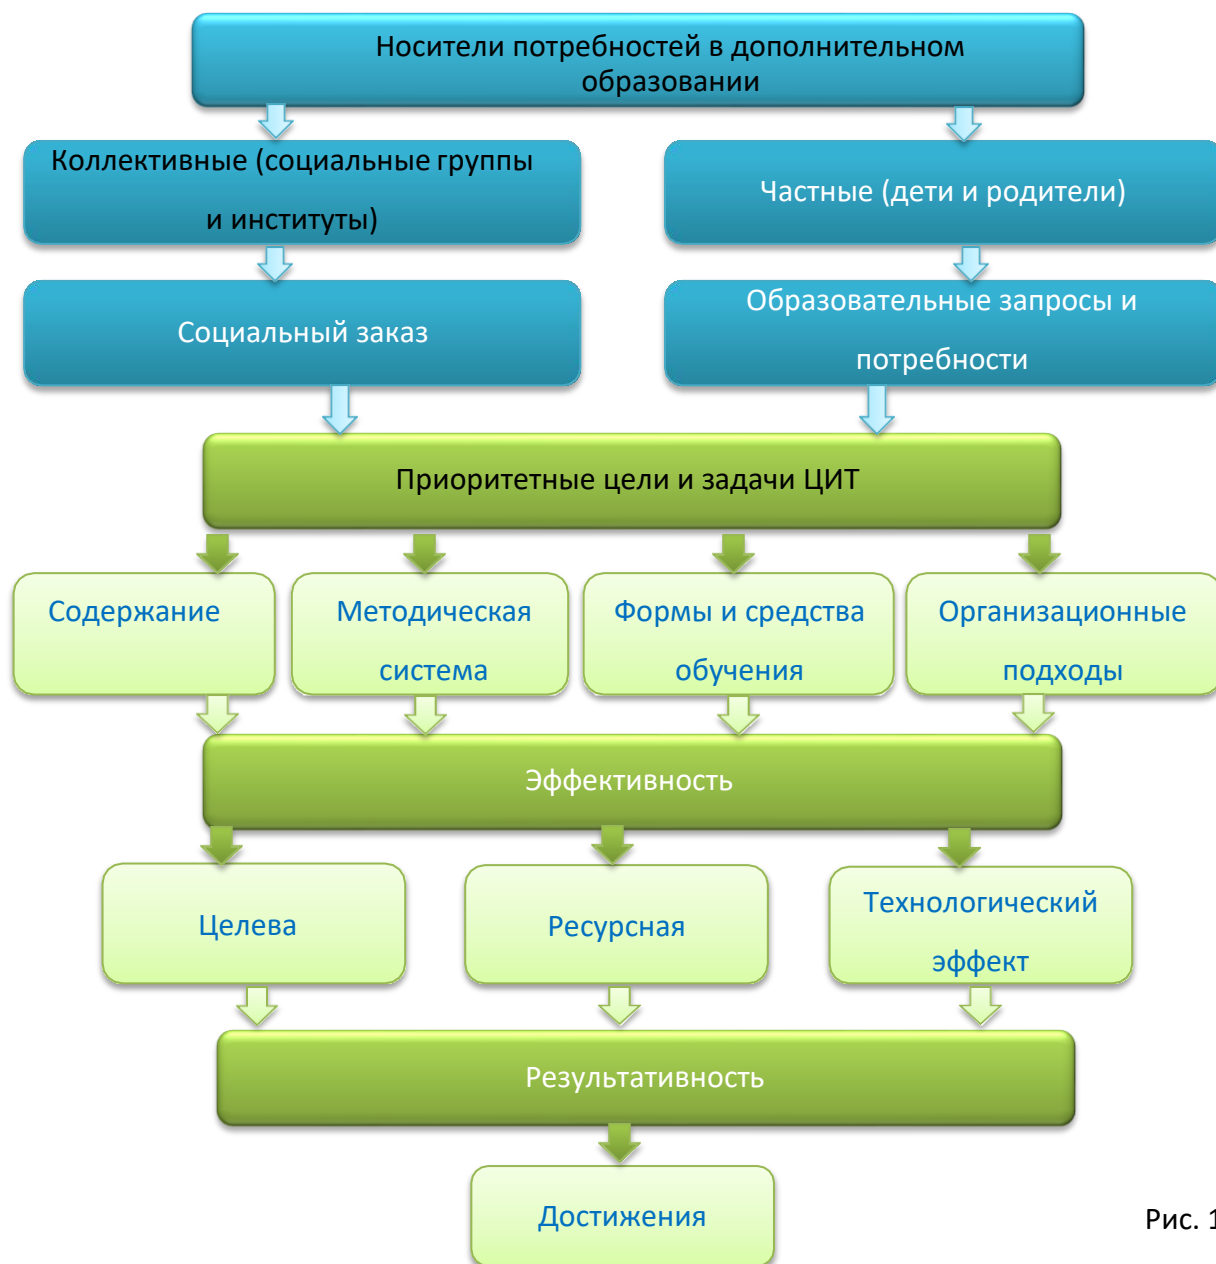 Носители потребностей в дополнительном
образовании
Коллективные (социальные группы
и институты)
Частные (дети и родители)
Социальный заказ
Образовательные запросы и
потребности
Приоритетные цели и задачи ЦИТ
Содержание
Методическая
система
Формы и средства
обучения
Организационные
подходы
Эффективность
Целева
Ресурсная
Технологический
эффект
Результативность
Достижения
Рис. 1